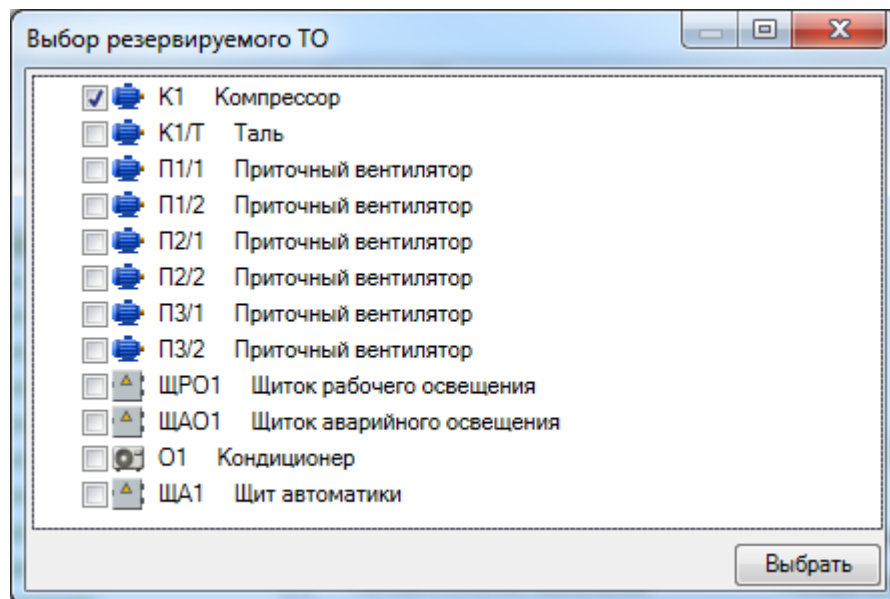 Выбор резервируемого ТО
К1 Компрессор
К1/Т Таль
П1/1 Приточный вентилятор
П1/2 Приточный вентилятор
П2/1 Приточный вентилятор
П2/2 Приточный вентилятор
П3/1 Приточный вентилятор
П3/2 Приточный вентилятор
ЩРО1 Щиток рабочего освещения
ЩАО1 Щиток аварийного освещения
О1 Кондиционер
ЩА1 Щит автоматики
Выбрать